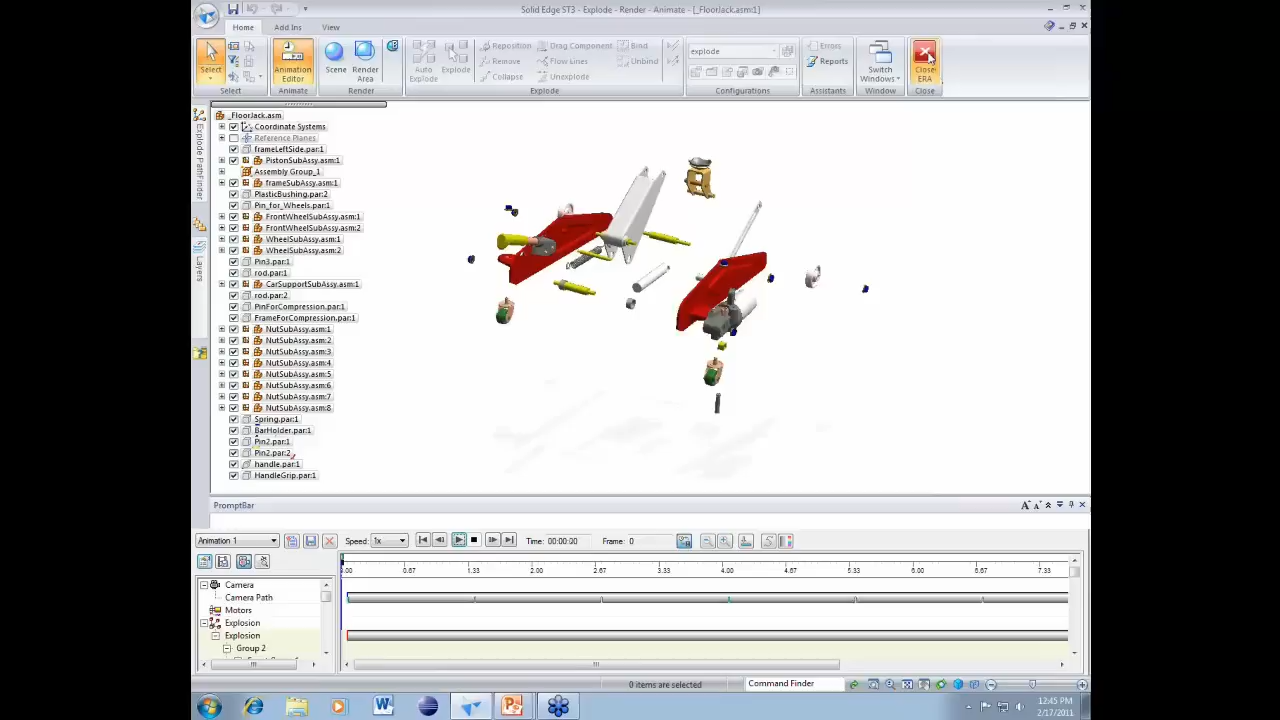 Solid Edge ST3 - Explode - Render - Animate - [_FloorJack.asm:1]
Home Add Ins View
Select
Select
Animation Editor
Animate
Scene
Render Area
Render
Auto Explode
Explode
Reposition
Remove
Collapse
Drag Component
Flow Lines
Unexplode
Bind
Unbind
Explode
explode
Configurations
Errors
Reports
Assistants
Switch Windows
Window
Close ERA
Close
Explode PathFinder
Layers
_FloorJack.asm
Coordinate Systems
Reference Planes
frameLeftSide.par:1
PistonSubAssy.asm:1
Assembly Group_1
frameSubAssy.asm:1
PlasticBushing.par:2
Pin_for_Wheels.par:1
FrontWheelSubAssy.asm:1
FrontWheelSubAssy.asm:2
WheelSubAssy.asm:1
WheelSubAssy.asm:2
Pin3.par:1
rod.par:1
CarSupportSubAssy.asm:1
rod.par:2
PinForCompression.par:1
FrameForCompression.par:1
NutSubAssy.asm:1
NutSubAssy.asm:2
NutSubAssy.asm:3
NutSubAssy.asm:4
NutSubAssy.asm:5
NutSubAssy.asm:6
NutSubAssy.asm:7
NutSubAssy.asm:8
Spring.par:1
BarHolder.par:1
Pin2.par:1
Pin2.par:2
handle.par:1
HandleGrip.par:1
PromptBar
Animation 1 Speed: 1x Time: 00:00:00 Frame: 0
0.00 0.67 1.33 2.00 2.67 3.33 4.00 4.67 5.33 6.00 6.67 7.33
Camera
Camera Path
Motors
Explosion
Explosion
Group 2
0 items are selected Command Finder
12:45 PM
2/17/2011